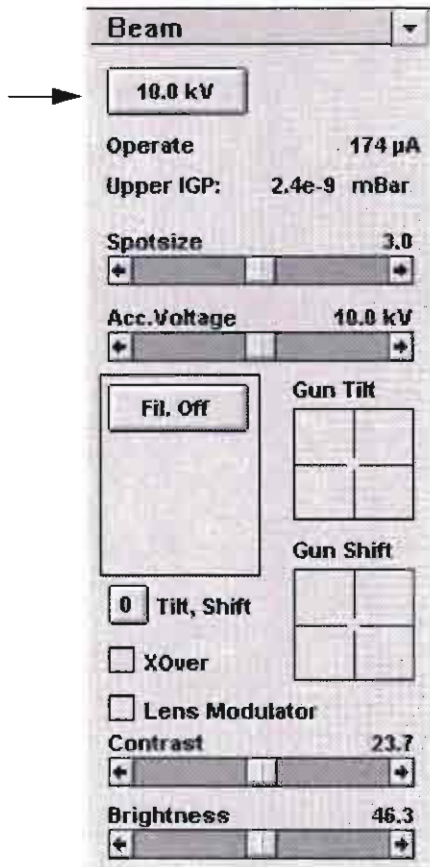 Beam
10.0 kV
Operate 174 µA
Upper IGP: 2.4e-9 mBar
Spotsize 3.0
Acc.Voltage 10.0 kV
Fil. Off
Gun Tilt
Gun Shift
0 Tilt, Shift
XOver
Lens Modulator
Contrast 23.7
Brightness 46.3